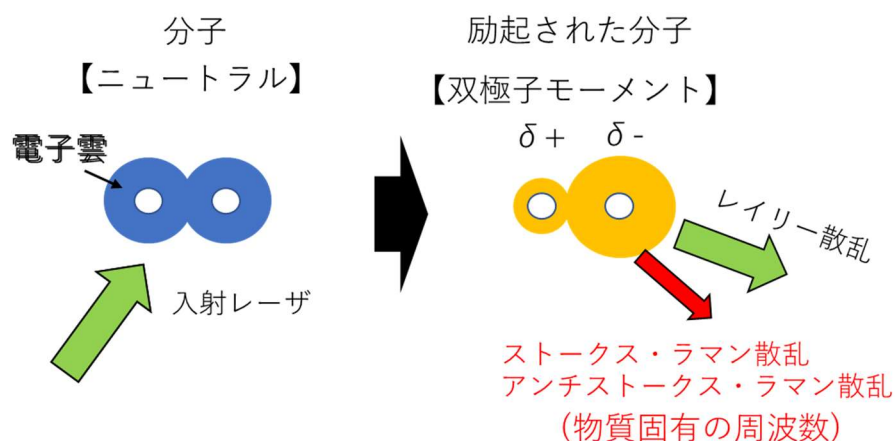 分子
【ニュートラル】
電子雲
入射レーザ
励起された分子
【双極子モーメント】
δ+ δ-
レイリー散乱
ストークス・ラマン散乱
アンチストークス・ラマン散乱
(物質固有の周波数)